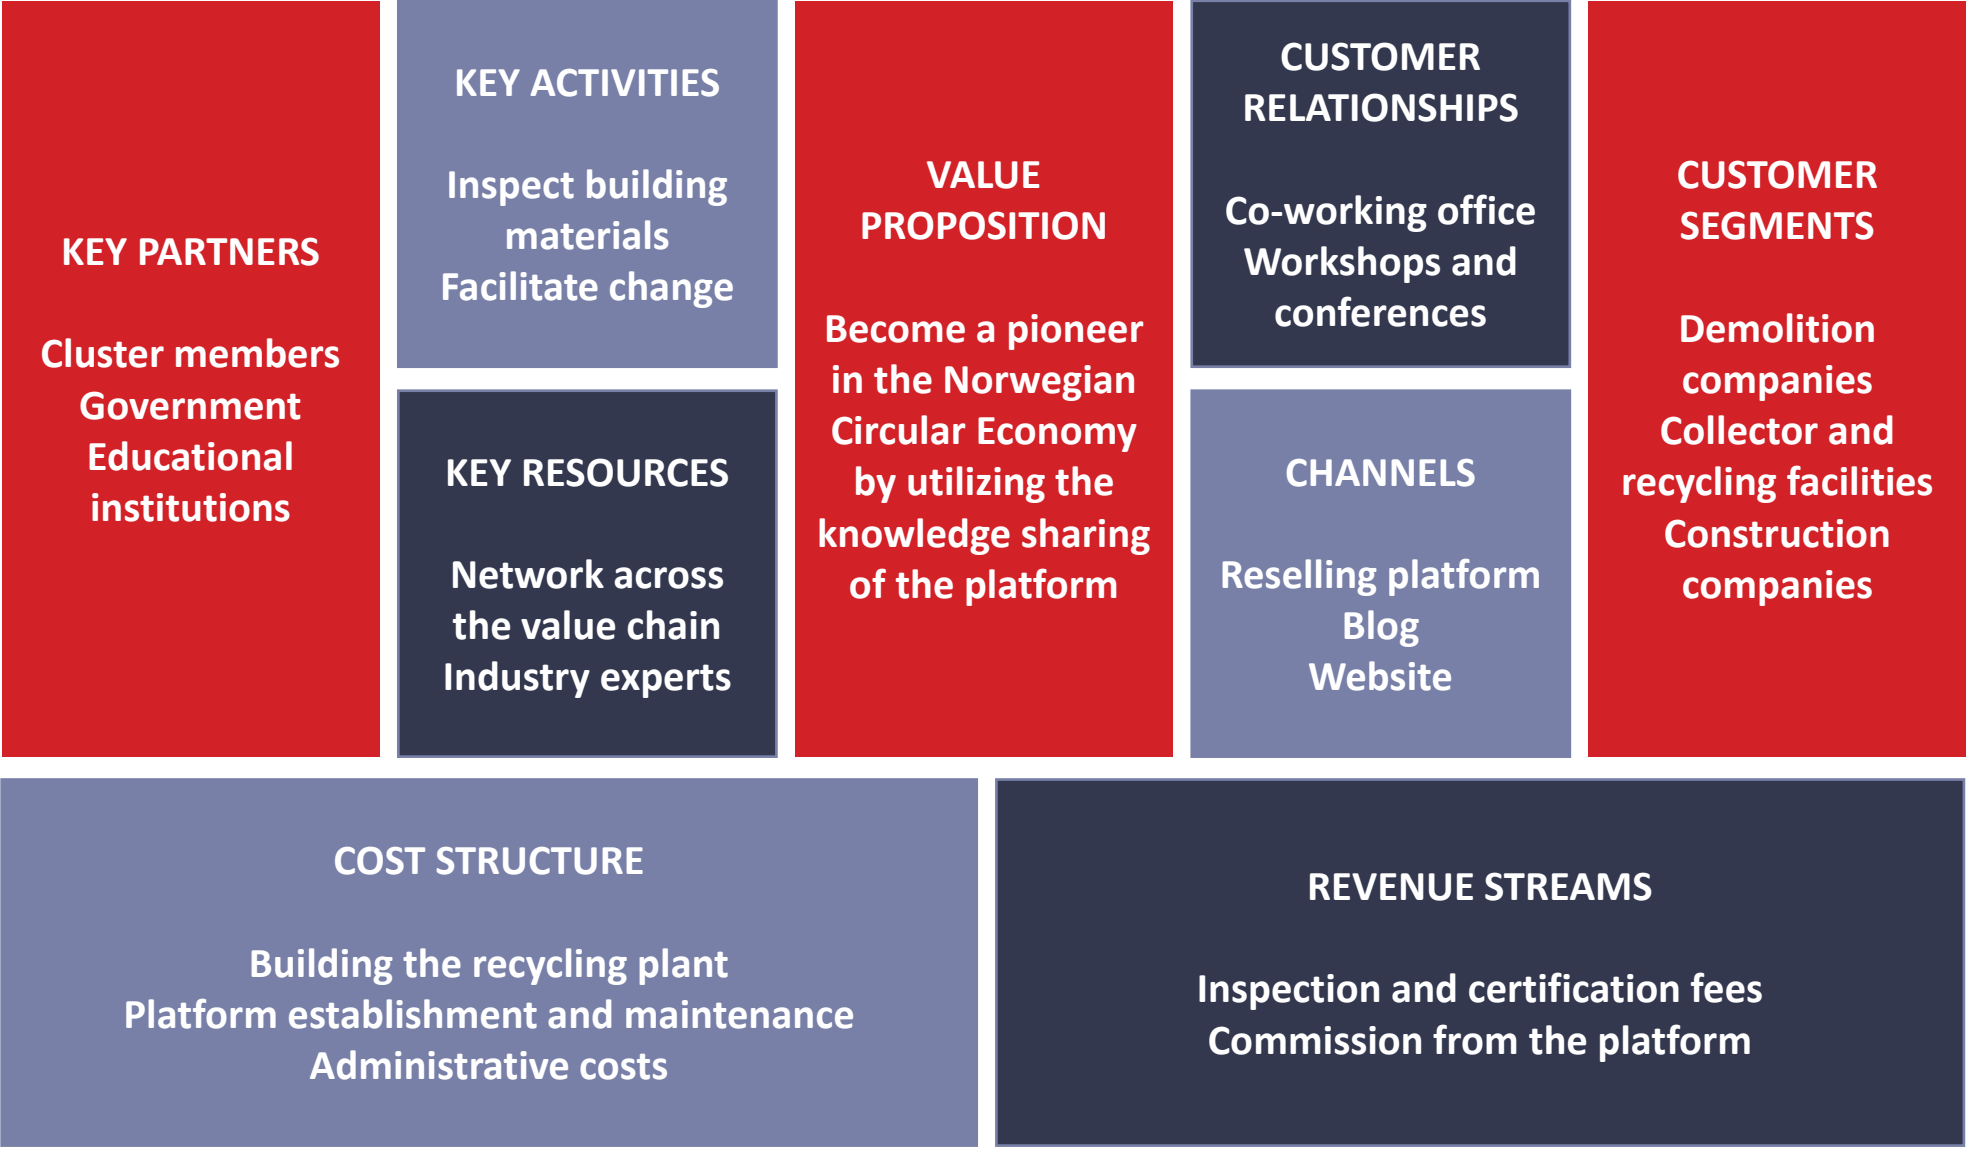 KEY PARTNERS
Cluster members
Government
Educational
institutions
KEY ACTIVITIES
Inspect building
materials
Facilitate change
KEY RESOURCES
Network across
the value chain
Industry experts
VALUE
PROPOSITION
Become a pioneer
in the Norwegian
Circular Economy
by utilizing the
knowledge sharing
of the platform
CUSTOMER
RELATIONSHIPS
Co-working office
Workshops and
conferences
CHANNELS
Reselling platform
Blog
Website
CUSTOMER
SEGMENTS
Demolition
companies
Collector and
recycling facilities
Construction
companies
COST STRUCTURE
Building the recycling plant
Platform establishment and maintenance
Administrative costs
REVENUE STREAMS
Inspection and certification fees
Commission from the platform